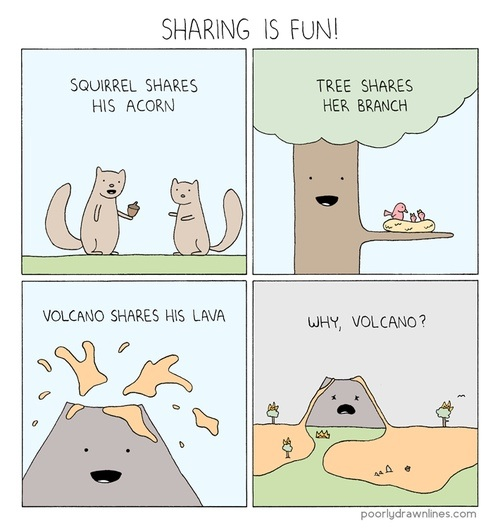 SHARING IS FUN!
SQUIRREL SHARES
HIS ACORN
TREE SHARES
HER BRANCH
VOLCANO SHARES HIS LAVA
WHY, VOLCANO?
poorlydrawnlines.com